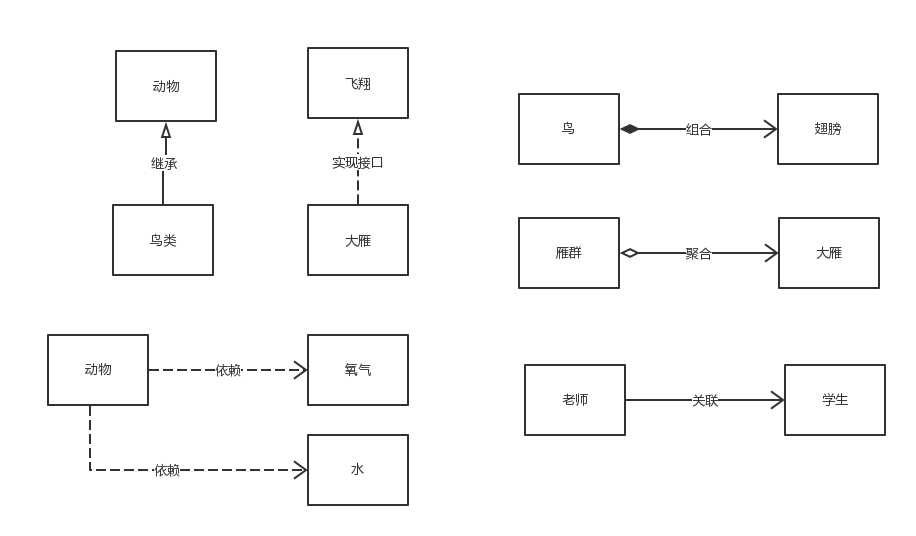 动物
继承
鸟类
飞翔
实现接口
大雁
鸟
组合
翅膀
雁群
聚合
大雁
动物
依赖
氧气
依赖
水
老师
关联
学生